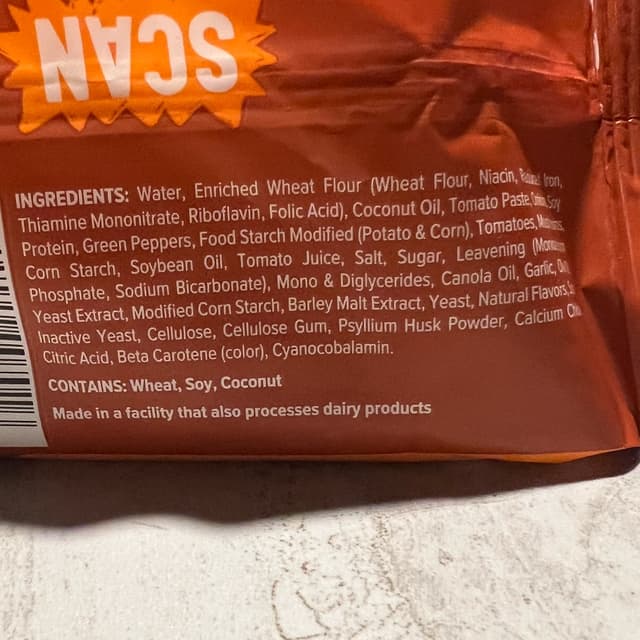 SCAN
INGREDIENTS: Water, Enriched Wheat Flour (Wheat Flour, Niacin, Iron,
Thiamine Mononitrate, Riboflavin, Folic Acid), Coconut Oil, Tomato Paste, Soy
Protein, Green Peppers, Food Starch Modified (Potato & Corn), Tomatoes,
Corn Starch, Soybean Oil, Tomato Juice, Salt, Sugar, Leavening
Phosphate, Sodium Bicarbonate), Mono & Diglycerides, Canola Oil, Garlic,
Yeast Extract, Modified Corn Starch, Barley Malt Extract, Yeast, Natural Flavors,
Inactive Yeast, Cellulose, Cellulose Gum, Psyllium Husk Powder, Calcium
Citric Acid, Beta Carotene (color), Cyanocobalamin.
CONTAINS: Wheat, Soy, Coconut
Made in a facility that also processes dairy products